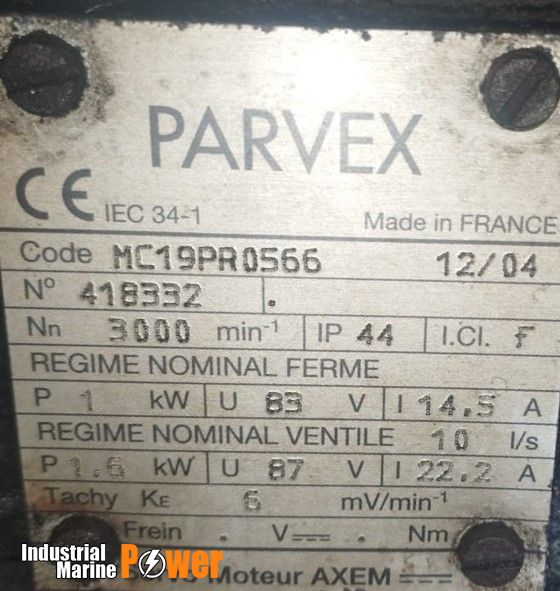 PARVEX
CE IEC 34-1 Made in FRANCE
Code MC19PR0566 12/04
N° 418332 .
Nn 3000 min-1 IP 44 I.Cl. F
REGIME NOMINAL FERME
P 1 kW U 83 V I 14.5 A
REGIME NOMINAL VENTILE 10 l/s
P 1.6 kW U 87 V I 22.2 A
Tachy KE 6 mV/min-1
Frein . V . Nm
Moteur AXEM
Industrial Marine Power